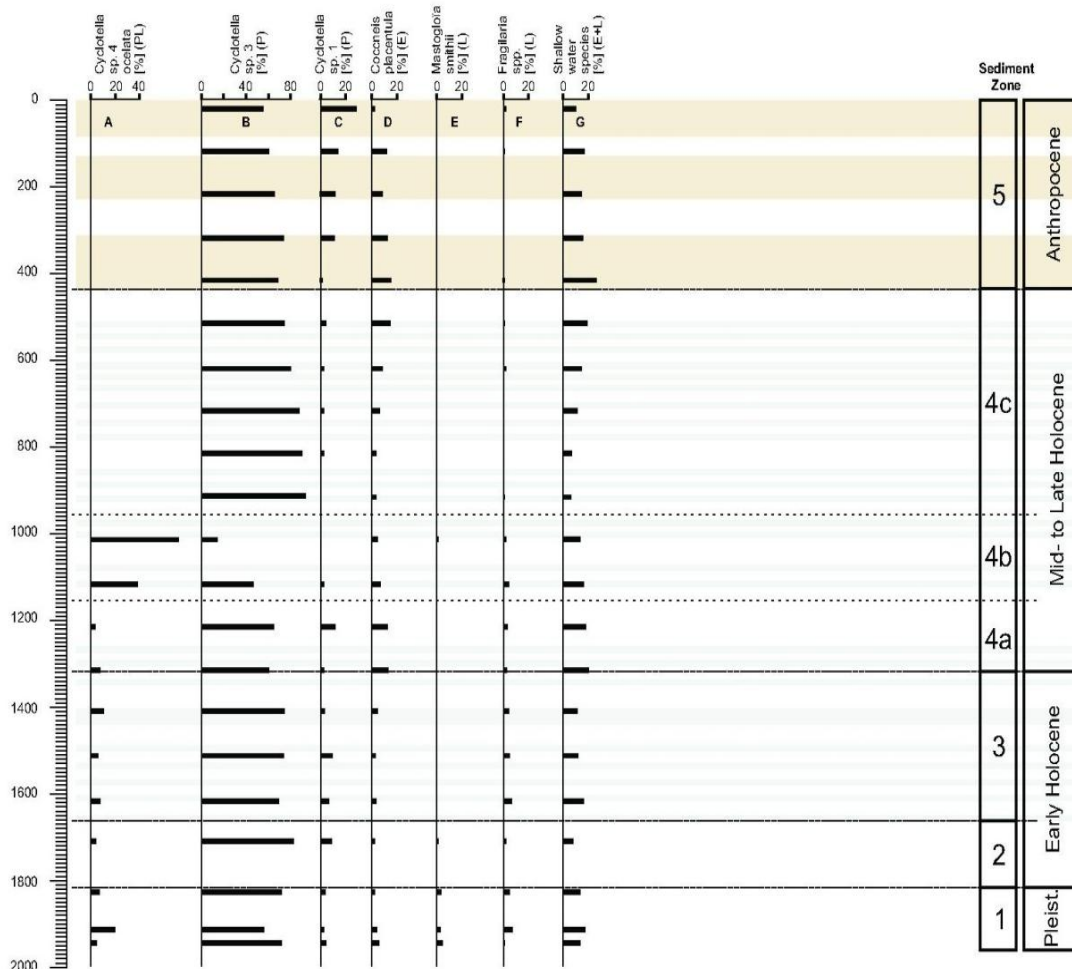 Cyclotella
sp. 4
ocelata
[%] (PL)
Cyclotella
sp. 3
[%] (P)
Cyclotella
sp. 1
[%] (P)
Cocconeis
placentula
[%] (E)
Mastogloïa
smithii
[%] (L)
Fragilaria
spp.
[%] (L)
Shallow
water
species
[%] (E+L)
Sediment
Zone
0 20 40
0 40 80
0 20
0 20
0 20
0 20
0 20
A B C D E F G
0
200
400
600
800
1000
1200
1400
1600
1800
2000
5
4c
4b
4a
3
2
1
Anthropocene
Mid- to Late Holocene
Early Holocene
Pleist.